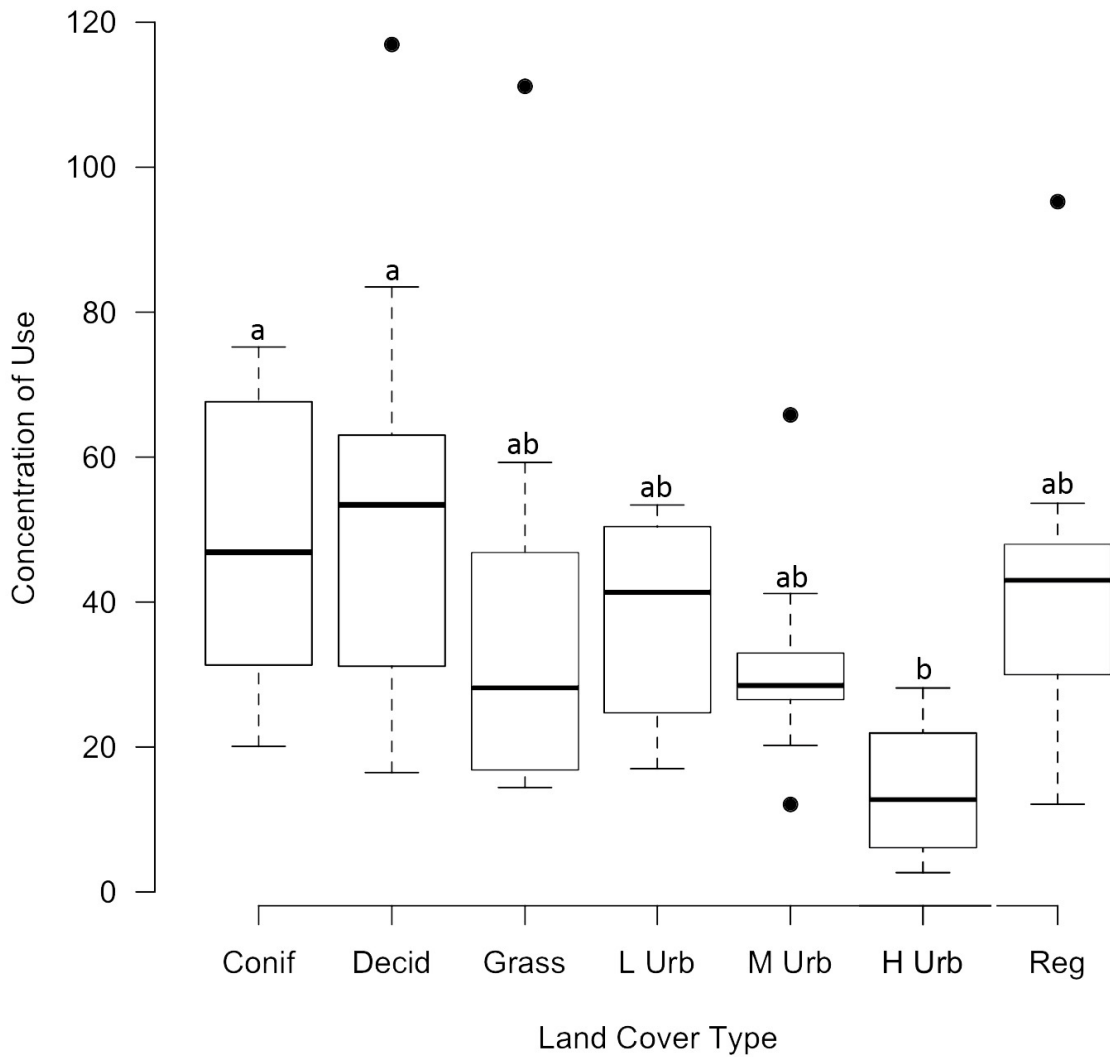 120
100
80
60
40
20
0
Concentration of Use
a
a
ab
ab
ab
b
ab
Conif Decid Grass L Urb M Urb H Urb Reg
Land Cover Type